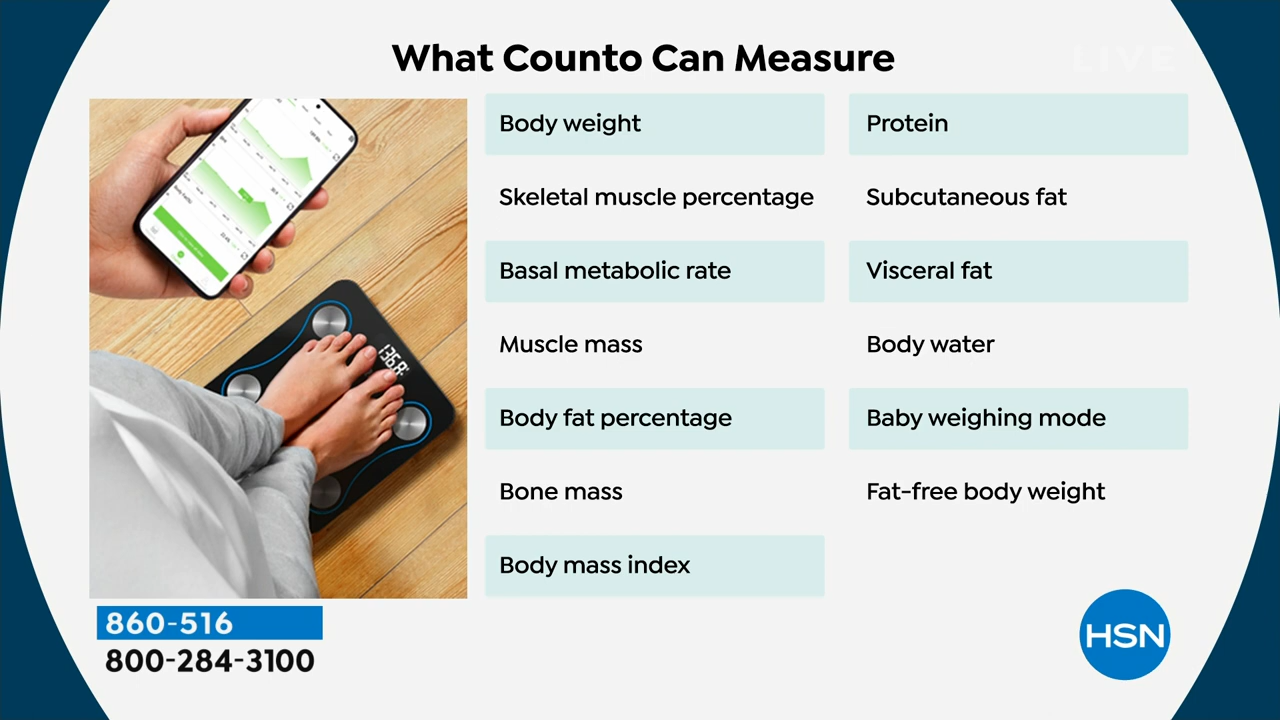 What Counto Can Measure
LIVE
Body weight
Skeletal muscle percentage
Basal metabolic rate
Muscle mass
Body fat percentage
Bone mass
Body mass index
Protein
Subcutaneous fat
Visceral fat
Body water
Baby weighing mode
Fat-free body weight
136.8
860-516
800-284-3100
HSN